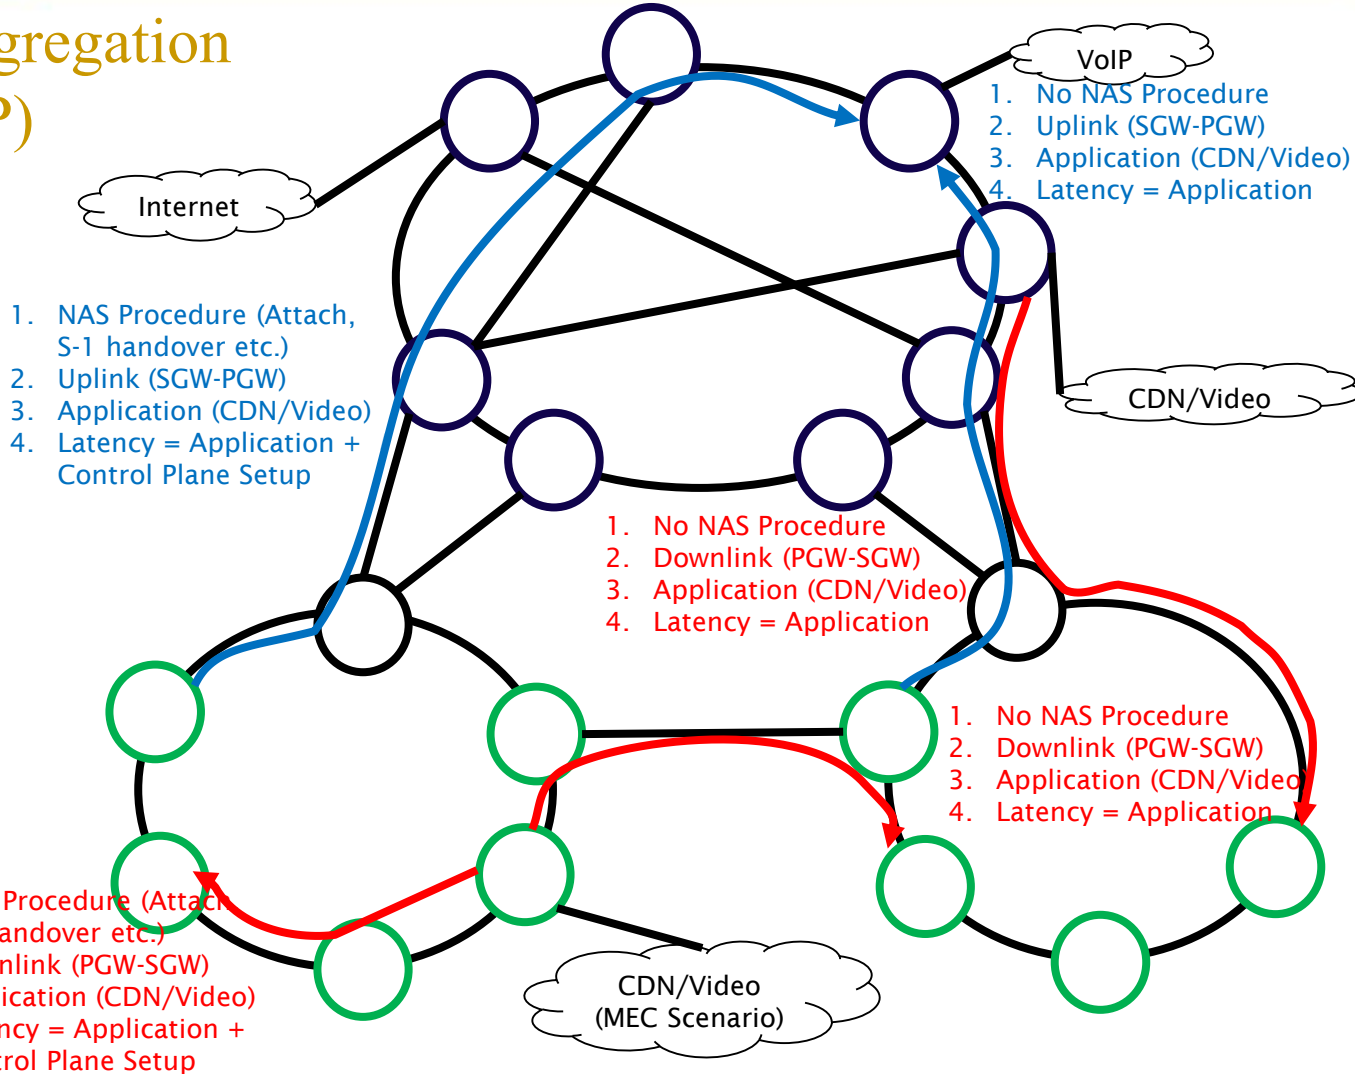 gregation
P)
VoIP
1. No NAS Procedure
2. Uplink (SGW-PGW)
3. Application (CDN/Video)
4. Latency = Application
Internet
1. NAS Procedure (Attach,
S-1 handover etc.)
2. Uplink (SGW-PGW)
3. Application (CDN/Video)
4. Latency = Application +
Control Plane Setup
CDN/Video
1. No NAS Procedure
2. Downlink (PGW-SGW)
3. Application (CDN/Video)
4. Latency = Application
1. No NAS Procedure
2. Downlink (PGW-SGW)
3. Application (CDN/Video)
4. Latency = Application
Procedure (Attach,
andover etc.)
nlink (PGW-SGW)
lication (CDN/Video)
ncy = Application +
trol Plane Setup
CDN/Video
(MEC Scenario)